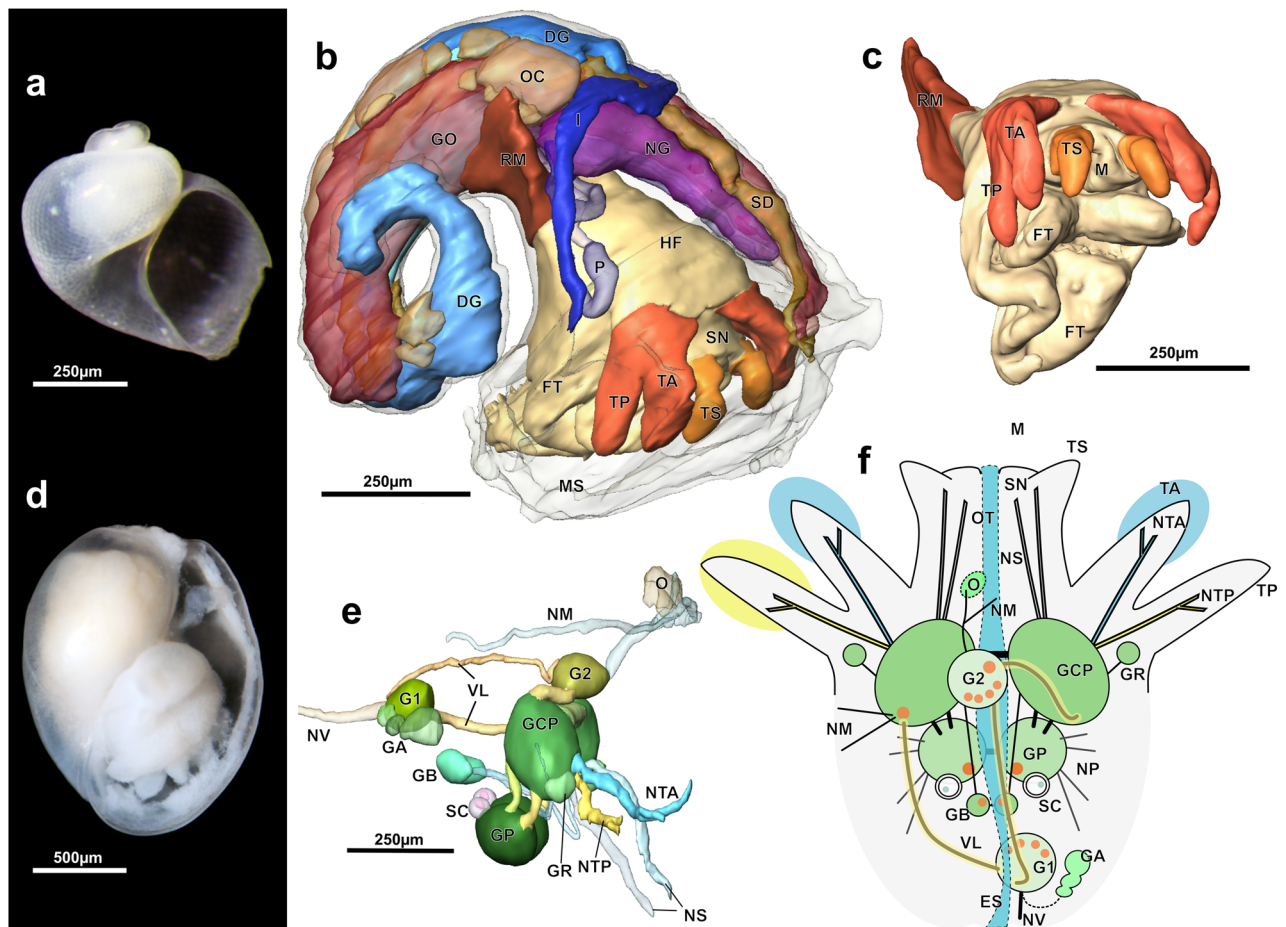 a
250µm
b
DG
OC
I
GO
RM
NG
SD
HF
P
DG
SN
FT
TA
TP
TS
MS
250µm
c
RM
TA
TS
M
TP
FT
FT
250µm
d
500µm
e
O
NM
VL
G2
G1
NV
GCP
GA
GB
NTA
SC
GP
GR
NTP
NS
250µm
f
M
TS
SN
TA
OT
NTA
NS
O
NTP
TP
NM
G2
GCP
GR
NM
GP
NP
GB
SC
VL
G1
GA
ES
NV